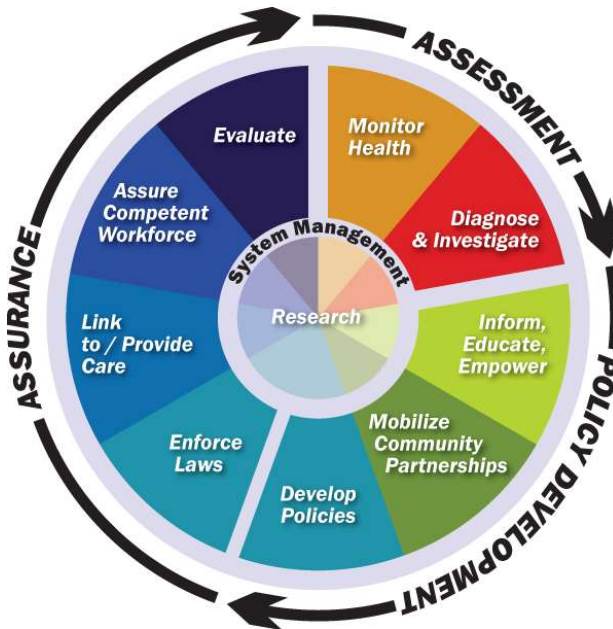 ASSESSMENT
Monitor
Health
Diagnose
& Investigate
POLICY DEVELOPMENT
Inform,
Educate,
Empower
Mobilize
Community
Partnerships
Develop
Policies
ASSURANCE
Enforce
Laws
Link
to / Provide
Care
Assure
Competent
Workforce
Evaluate
System Management
Research